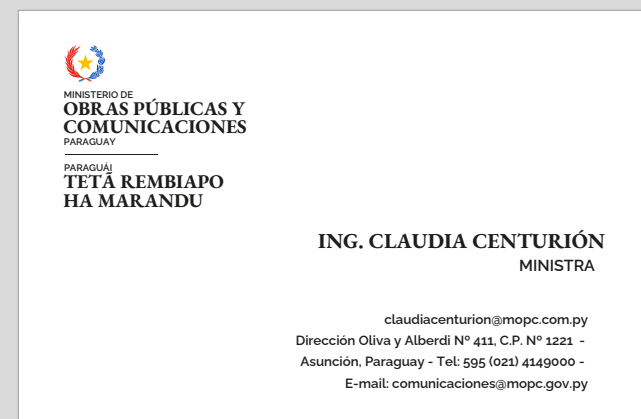 MINISTERIO DE
OBRAS PÚBLICAS Y
COMUNICACIONES
PARAGUAY
PARAGUÁI
TETÃ REMBIAPO
HA MARANDU
ING. CLAUDIA CENTURIÓN
MINISTRA
claudiacenturion@mopc.com.py
Dirección Oliva y Alberdi Nº 411, C.P. Nº 1221 -
Asunción, Paraguay - Tel: 595 (021) 4149000 -
E-mail: comunicaciones@mopc.gov.py